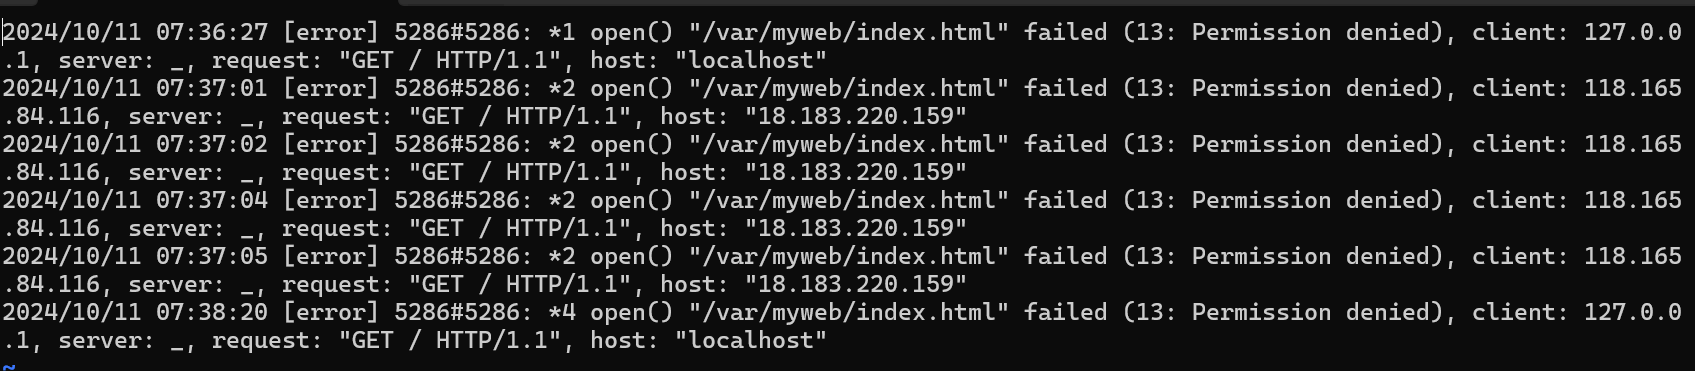 2024/10/11 07:36:27 [error] 5286#5286: *1 open() "/var/myweb/index.html" failed (13: Permission denied), client: 127.0.0
.1, server: _, request: "GET / HTTP/1.1", host: "localhost"
2024/10/11 07:37:01 [error] 5286#5286: *2 open() "/var/myweb/index.html" failed (13: Permission denied), client: 118.165
.84.116, server: _, request: "GET / HTTP/1.1", host: "18.183.220.159"
2024/10/11 07:37:02 [error] 5286#5286: *2 open() "/var/myweb/index.html" failed (13: Permission denied), client: 118.165
.84.116, server: _, request: "GET / HTTP/1.1", host: "18.183.220.159"
2024/10/11 07:37:04 [error] 5286#5286: *2 open() "/var/myweb/index.html" failed (13: Permission denied), client: 118.165
.84.116, server: _, request: "GET / HTTP/1.1", host: "18.183.220.159"
2024/10/11 07:37:05 [error] 5286#5286: *2 open() "/var/myweb/index.html" failed (13: Permission denied), client: 118.165
.84.116, server: _, request: "GET / HTTP/1.1", host: "18.183.220.159"
2024/10/11 07:38:20 [error] 5286#5286: *4 open() "/var/myweb/index.html" failed (13: Permission denied), client: 127.0.0
.1, server: _, request: "GET / HTTP/1.1", host: "localhost"
~